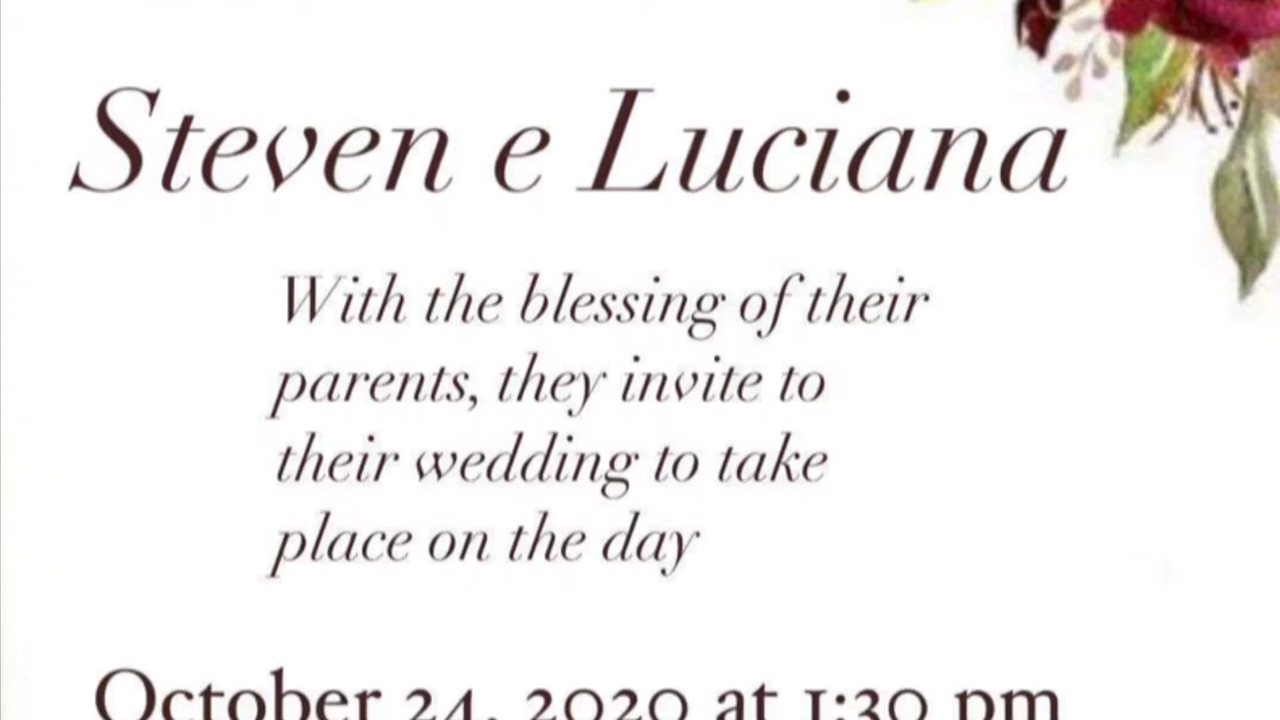 Steven e Luciana
With the blessing of their
parents, they invite to
their wedding to take
place on the day
October 24, 2020 at 1:30 pm